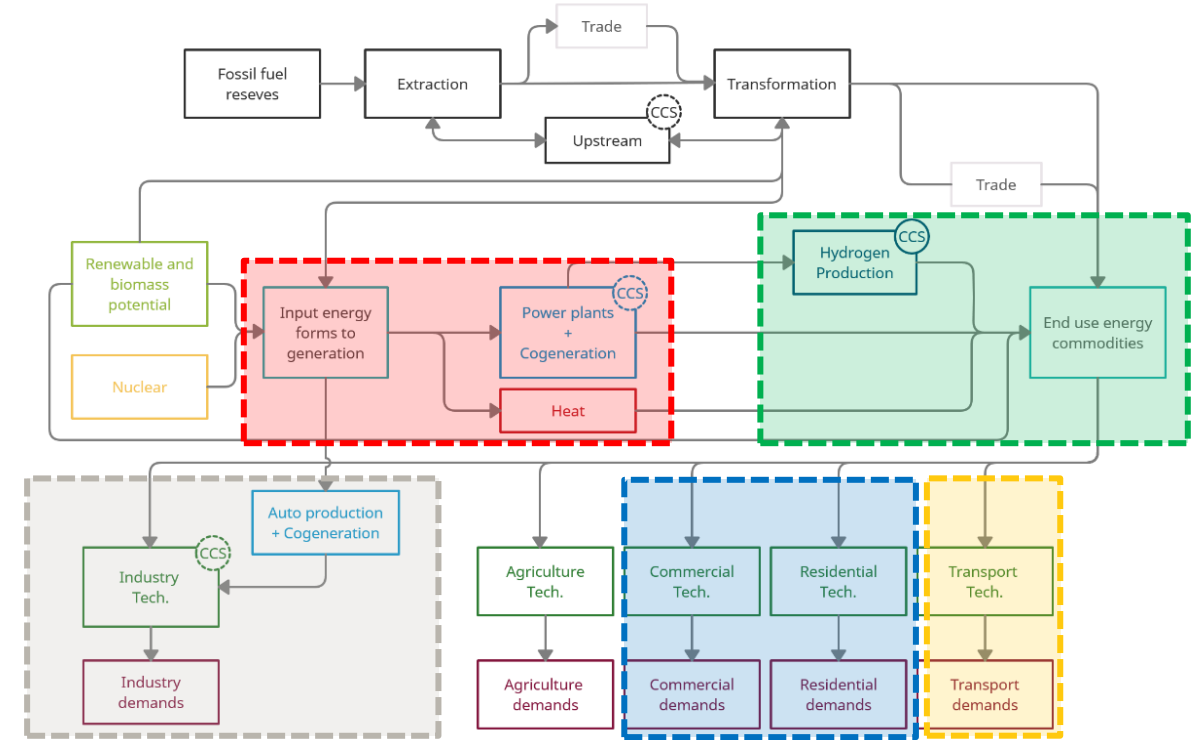 Trade
Fossil fuel
reseves
Extraction
Transformation
CCS
Upstream
Trade
CCS
Hydrogen
Production
Renewable and
biomass
potential
Input energy
forms to
generation
CCS
Power plants
+
Cogeneration
End use energy
commodities
Nuclear
Heat
Auto production
+ Cogeneration
CCS
Industry
Tech.
Agriculture
Tech.
Commercial
Tech.
Residential
Tech.
Transport
Tech.
Industry
demands
Agriculture
demands
Commercial
demands
Residential
demands
Transport
demands